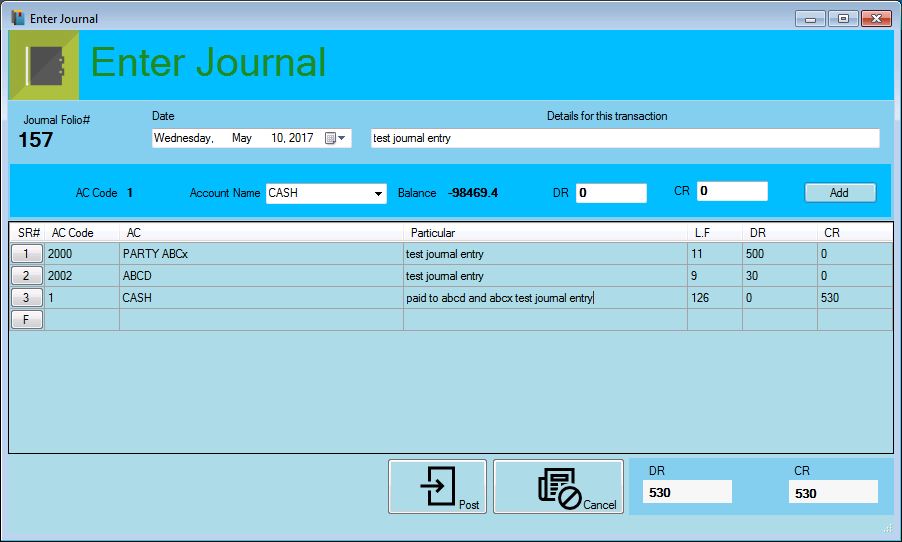 Enter Journal
Enter Journal
Journal Folio# Date Details for this transaction
157 Wednesday, May 10, 2017 test journal entry
AC Code 1 Account Name CASH Balance -98469.4 DR 0 CR 0 Add
SR# AC Code AC Particular L.F DR CR
1 2000 PARTY ABCx test journal entry 11 500 0
2 2002 ABCD test journal entry 9 30 0
3 1 CASH paid to abcd and abcx test journal entry 126 0 530
F
DR CR
Post Cancel 530 530